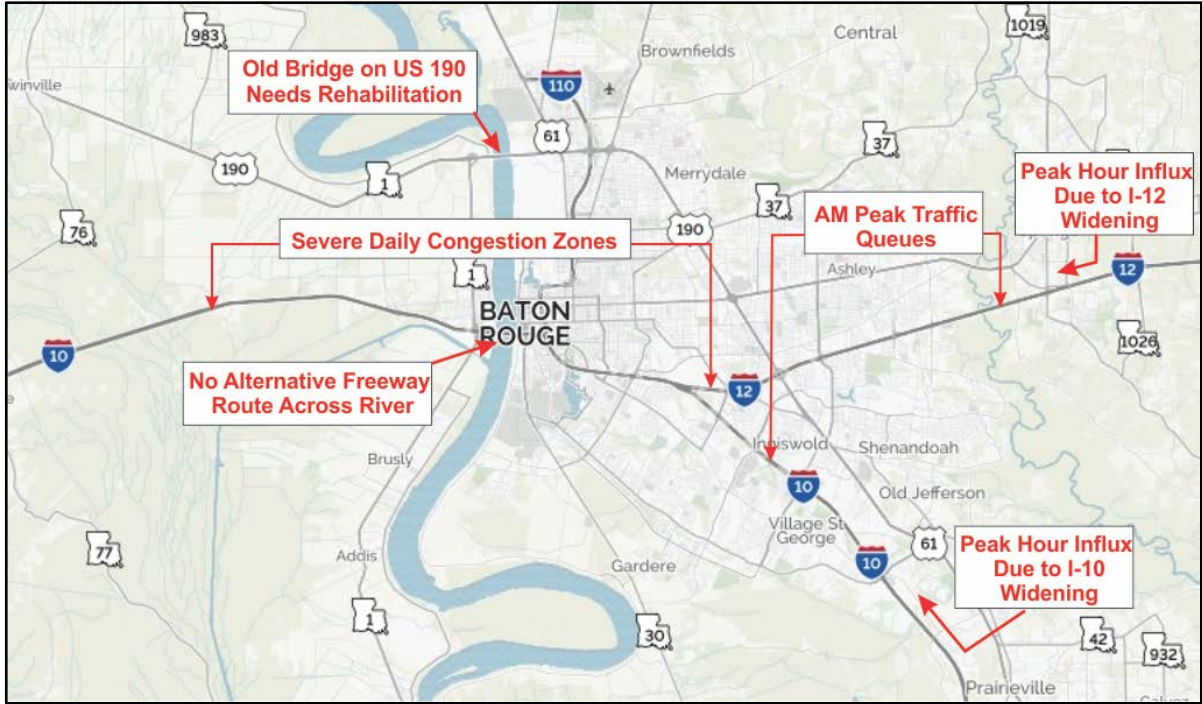 983
1019
Central
Brownfields
Old Bridge on US 190
Needs Rehabilitation
110
winville
61
37
190
1
Merrydale
Peak Hour Influx
Due to I-12
Widening
37
76
AM Peak Traffic
Queues
190
Severe Daily Congestion Zones
1
Ashley
12
BATON
ROUGE
10
1026
No Alternative Freeway
Route Across River
12
Inniswold
Shenandoah
Brusly
10
Old Jefferson
Village St
George
61
Peak Hour Influx
Due to I-10
Widening
77
Addis
Gardere
10
1
30
42
932
Prairieville